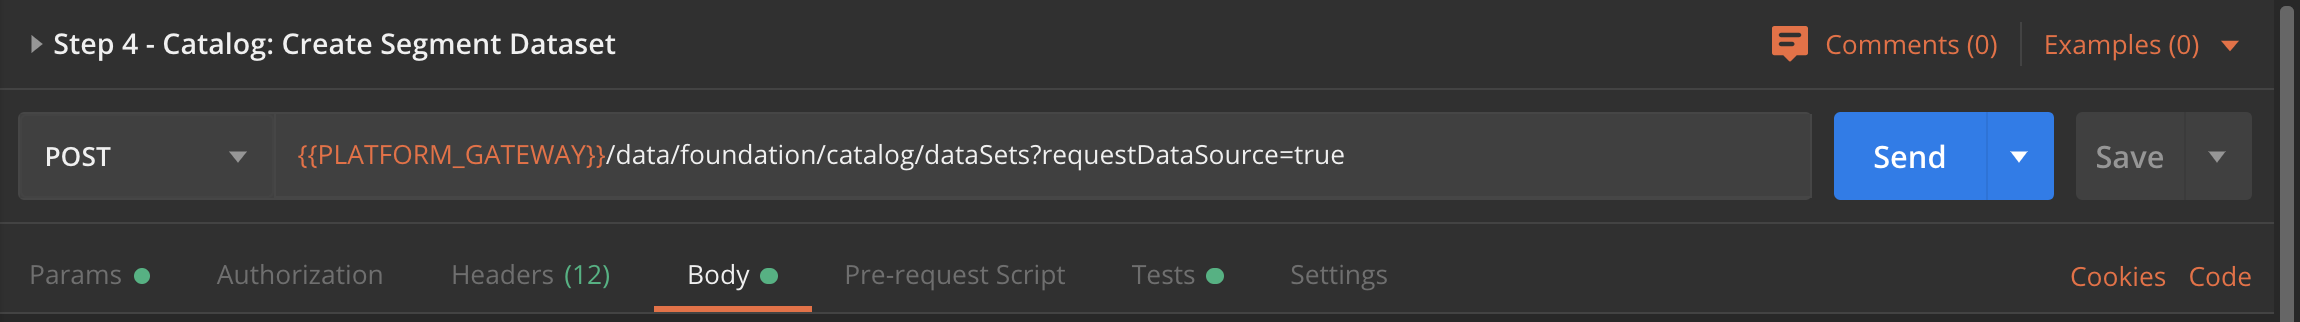 Step 4 - Catalog: Create Segment Dataset
Comments (0)
Examples (0)
POST
{{PLATFORM_GATEWAY}}/data/foundation/catalog/dataSets?requestDataSource=true
Send
Save
Params
Authorization
Headers (12)
Body
Pre-request Script
Tests
Settings
Cookies
Code